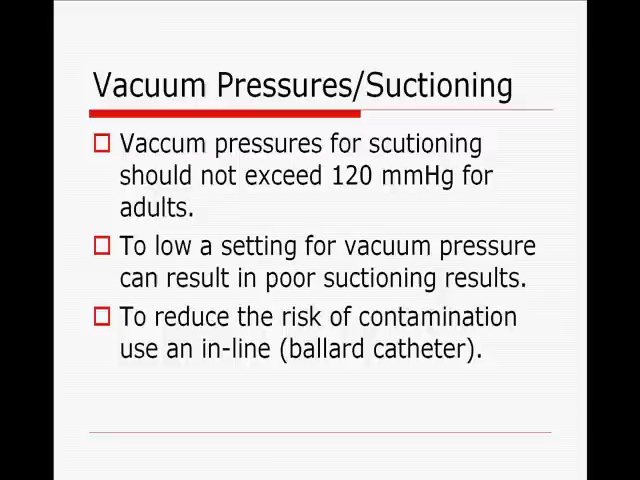 Vacuum Pressures/Suctioning
Vaccum pressures for scutioning
should not exceed 120 mmHg for
adults.
To low a setting for vacuum pressure
can result in poor suctioning results.
To reduce the risk of contamination
use an in-line (ballard catheter).